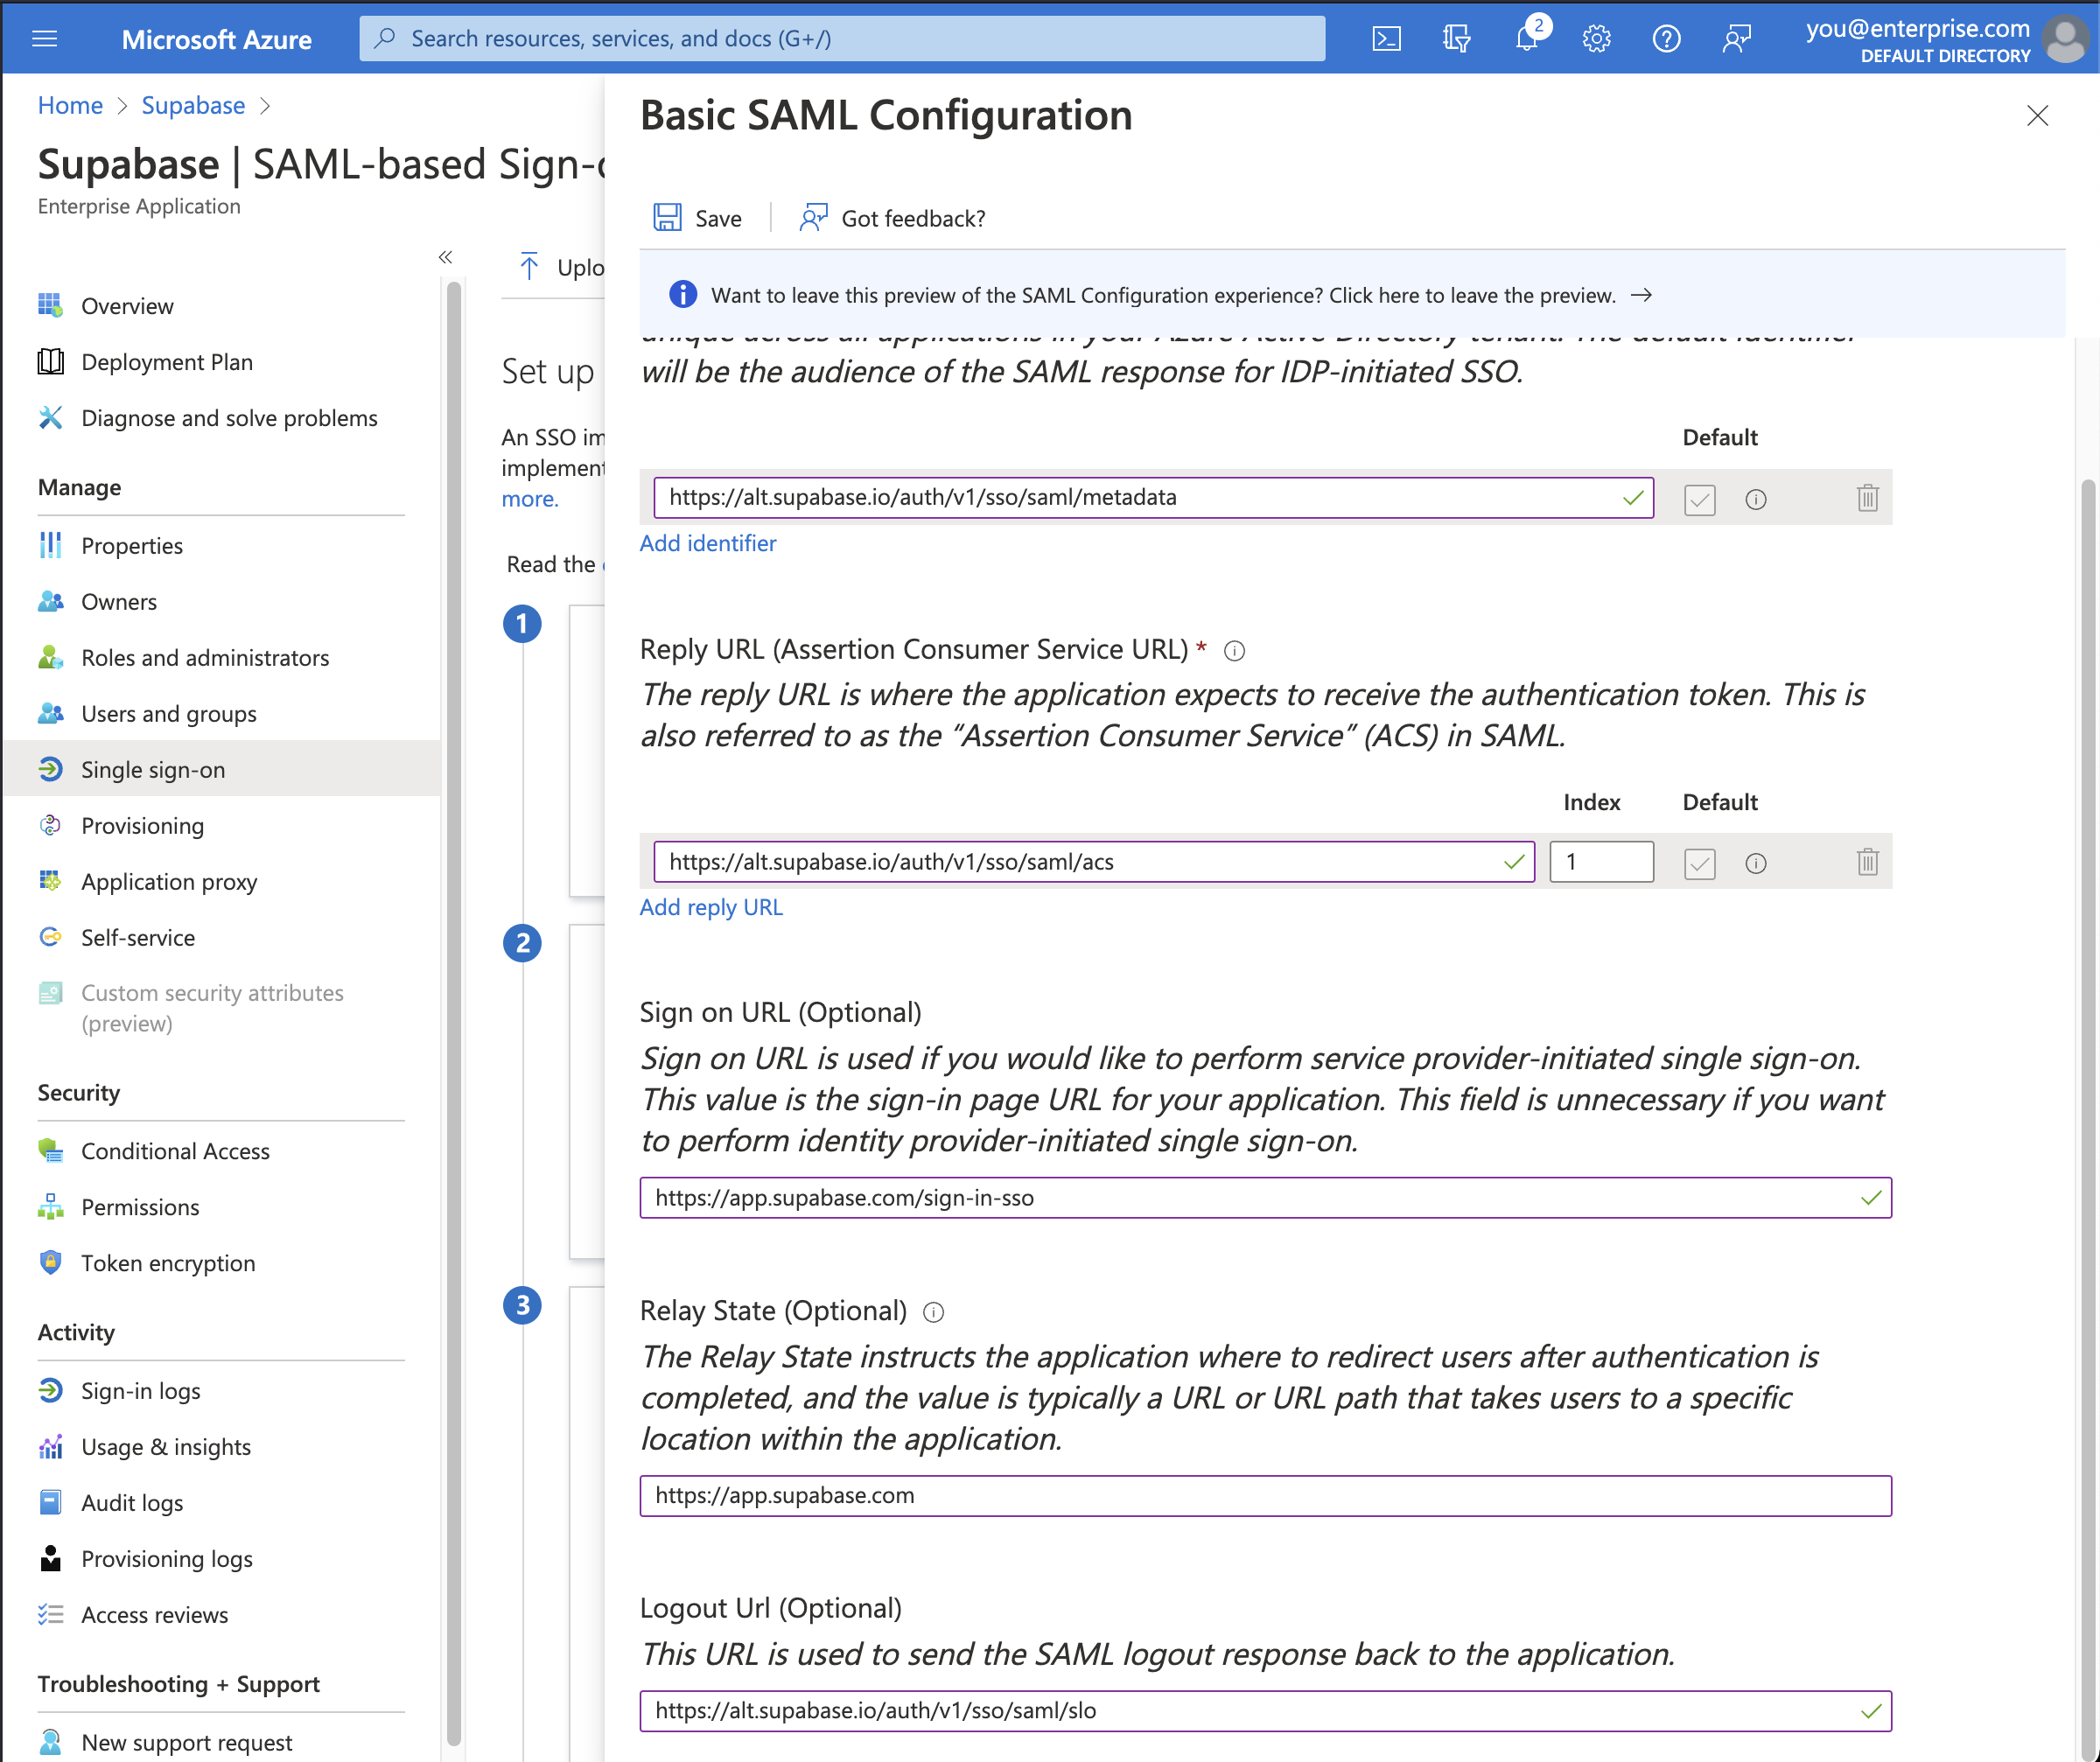 Microsoft Azure
Search resources, services, and docs (G+/)
2
you@enterprise.com
DEFAULT DIRECTORY
Home > Supabase >
Supabase | SAML-based Sign-o
Enterprise Application
«
Overview
Deployment Plan
Diagnose and solve problems
Manage
Properties
Owners
Roles and administrators
Users and groups
Single sign-on
Provisioning
Application proxy
Self-service
Custom security attributes
(preview)
Security
Conditional Access
Permissions
Token encryption
Activity
Sign-in logs
Usage & insights
Audit logs
Provisioning logs
Access reviews
Troubleshooting + Support
New support request
Uplo
Set up
An SSO im
implement
more.
Read the
1
2
3
Basic SAML Configuration
Save
Got feedback?
Want to leave this preview of the SAML Configuration experience? Click here to leave the preview. →
unique across all applications in your Azure Active Directory tenant. The default identifier
will be the audience of the SAML response for IDP-initiated SSO.
Default
https://alt.supabase.io/auth/v1/sso/saml/metadata
Add identifier
Reply URL (Assertion Consumer Service URL) *
The reply URL is where the application expects to receive the authentication token. This is
also referred to as the “Assertion Consumer Service” (ACS) in SAML.
Index Default
https://alt.supabase.io/auth/v1/sso/saml/acs 1
Add reply URL
Sign on URL (Optional)
Sign on URL is used if you would like to perform service provider-initiated single sign-on.
This value is the sign-in page URL for your application. This field is unnecessary if you want
to perform identity provider-initiated single sign-on.
https://app.supabase.com/sign-in-sso
Relay State (Optional)
The Relay State instructs the application where to redirect users after authentication is
completed, and the value is typically a URL or URL path that takes users to a specific
location within the application.
https://app.supabase.com
Logout Url (Optional)
This URL is used to send the SAML logout response back to the application.
https://alt.supabase.io/auth/v1/sso/saml/slo